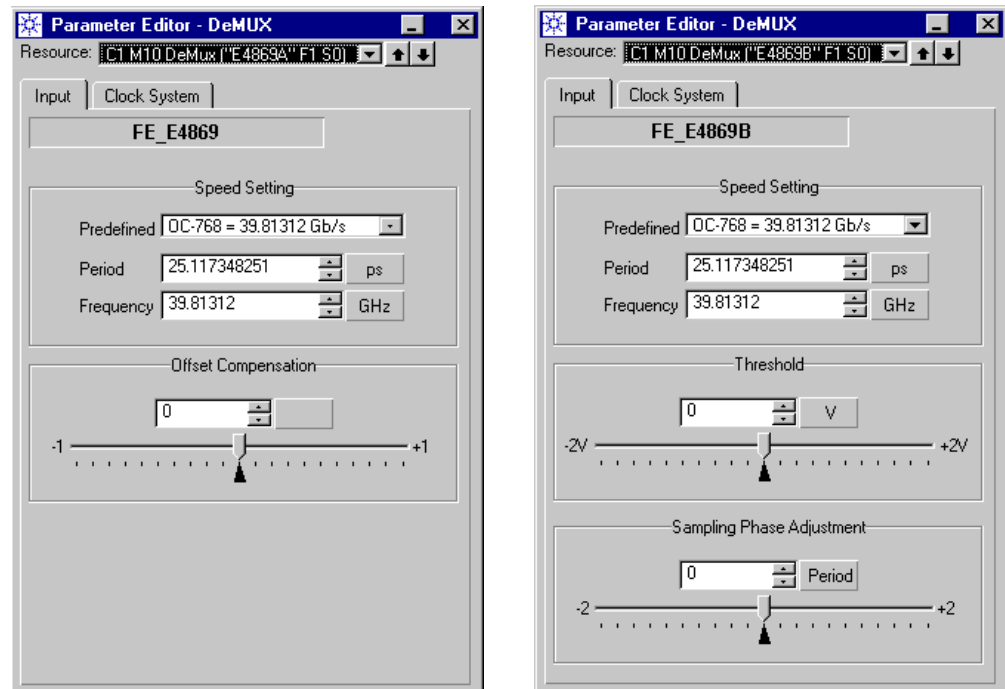 Parameter Editor - DeMUX
Resource: C1 M10 DeMux ("E4869A" F1 S0)
Input Clock System
FE_E4869
Speed Setting
Predefined OC-768 = 39.81312 Gb/s
Period 25.117348251 ps
Frequency 39.81312 GHz
Offset Compensation
0
-1 +1
Parameter Editor - DeMUX
Resource: C1 M10 DeMux ("E4869B" F1 S0)
Input Clock System
FE_E4869B
Speed Setting
Predefined OC-768 = 39.81312 Gb/s
Period 25.117348251 ps
Frequency 39.81312 GHz
Threshold
0 V
-2V +2V
Sampling Phase Adjustment
0 Period
-2 +2